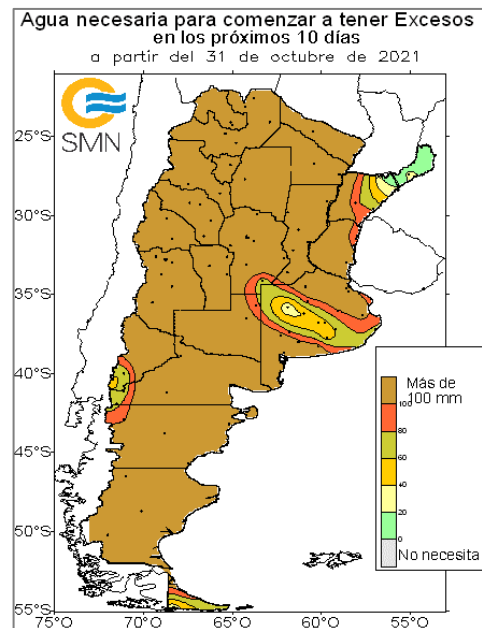 Agua necesaria para comenzar a tener Excesos
en los próximos 10 días
a partir del 31 de octubre de 2021
SMN
25°S
30°S
35°S
40°S
45°S
50°S
55°S
75°O
70°O
65°O
60°O
55°O
Más de
100 mm
100
80
60
40
20
0
No necesita